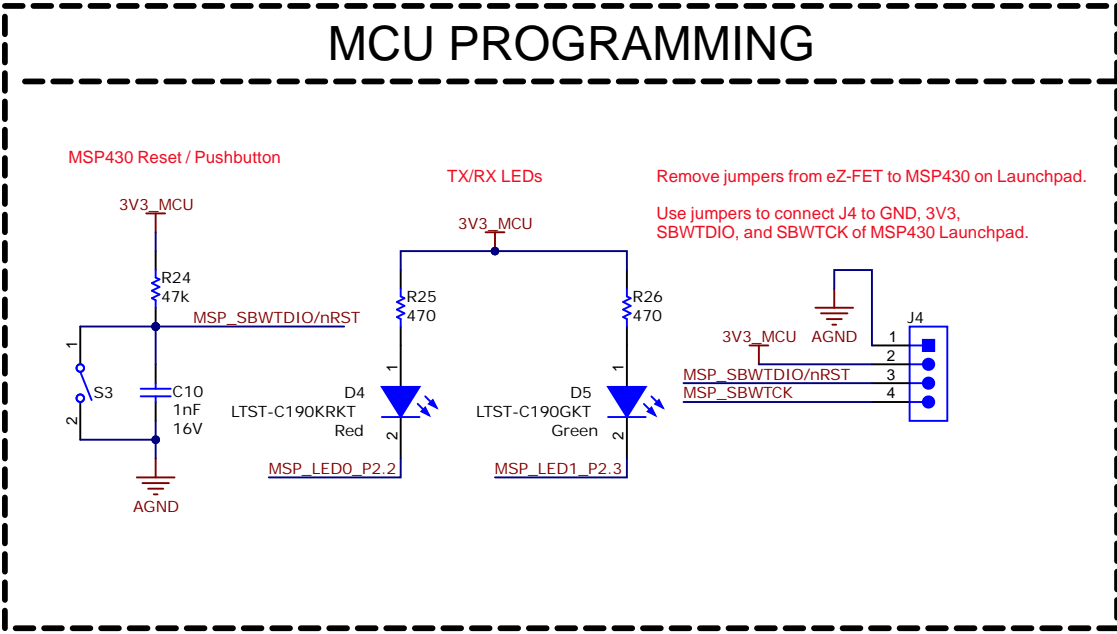 MCU PROGRAMMING
MSP430 Reset / Pushbutton
3V3_MCU
R24
47k
MSP_SBWTDIO/nRST
1
S3
2
C10
1nF
16V
AGND
TX/RX LEDs
3V3_MCU
R25
470
R26
470
1
D4
LTST-C190KRKT
Red
2
MSP_LED0_P2.2
1
D5
LTST-C190GKT
Green
2
MSP_LED1_P2.3
Remove jumpers from eZ-FET to MSP430 on Launchpad.
Use jumpers to connect J4 to GND, 3V3,
SBWTDIO, and SBWTCK of MSP430 Launchpad.
3V3_MCU
AGND
J4
1
2
MSP_SBWTDIO/nRST
3
MSP_SBWTCK
4